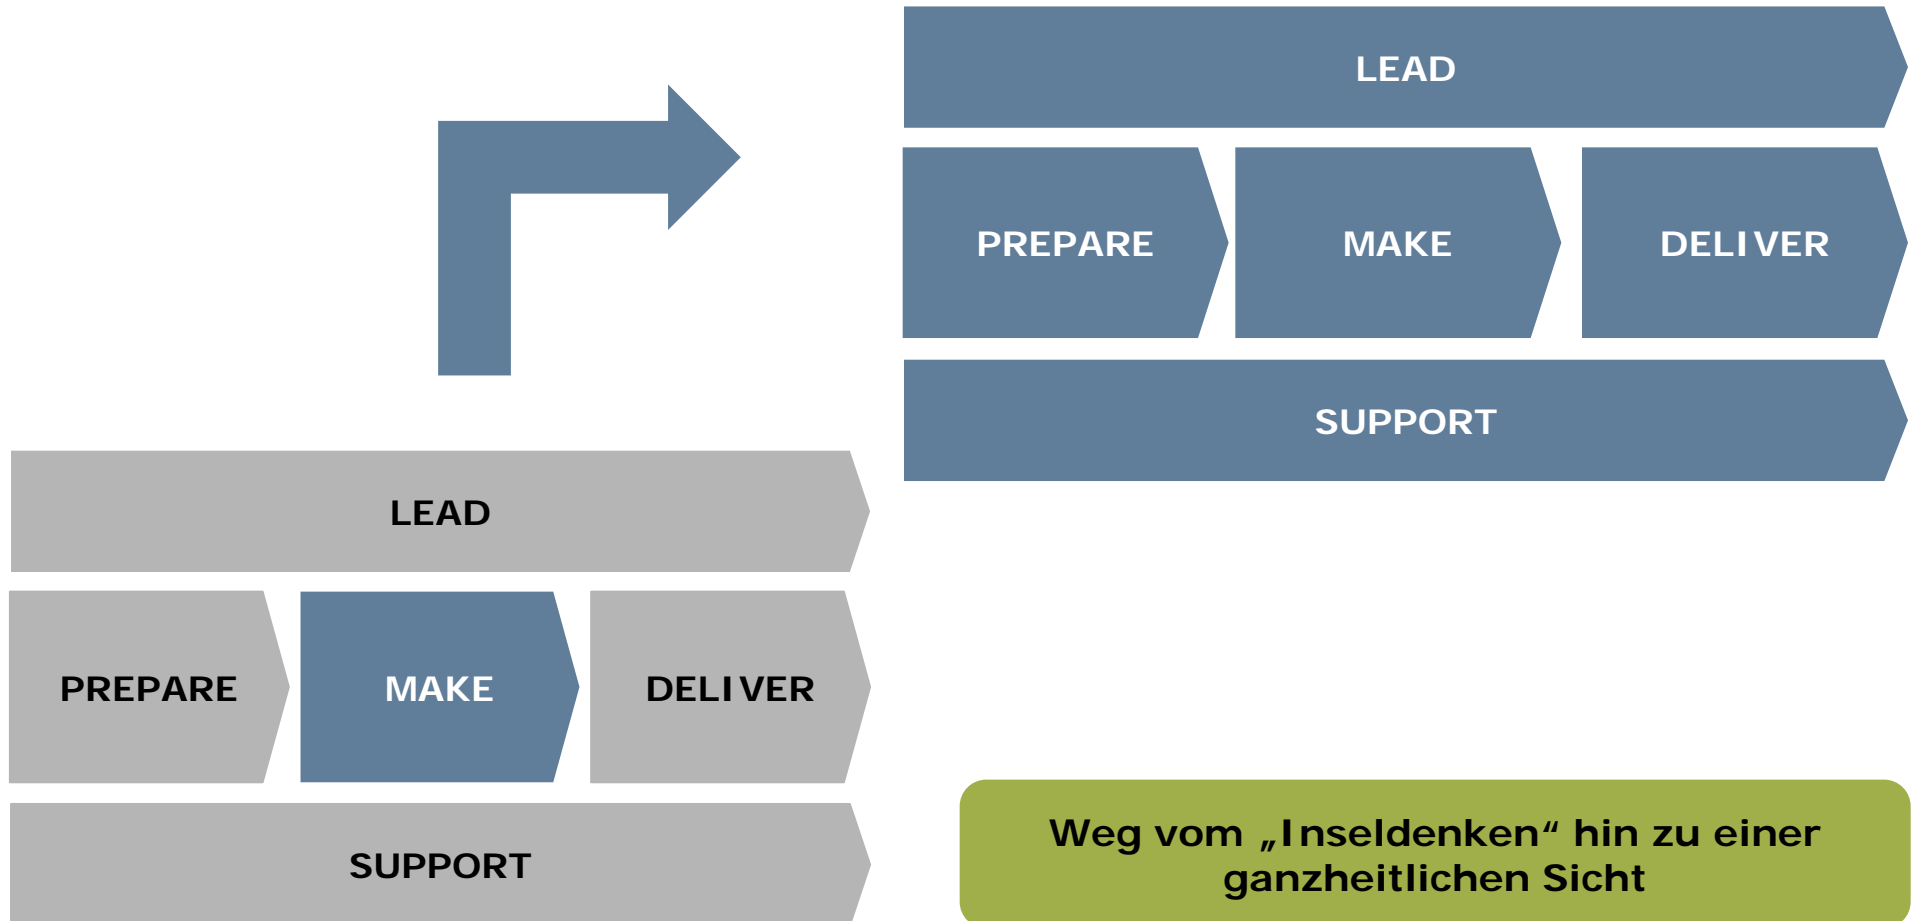 LEAD
PREPARE MAKE DELIVER
SUPPORT
LEAD
PREPARE MAKE DELIVER
SUPPORT
Weg vom „Inseldenken“ hin zu einer
ganzheitlichen Sicht